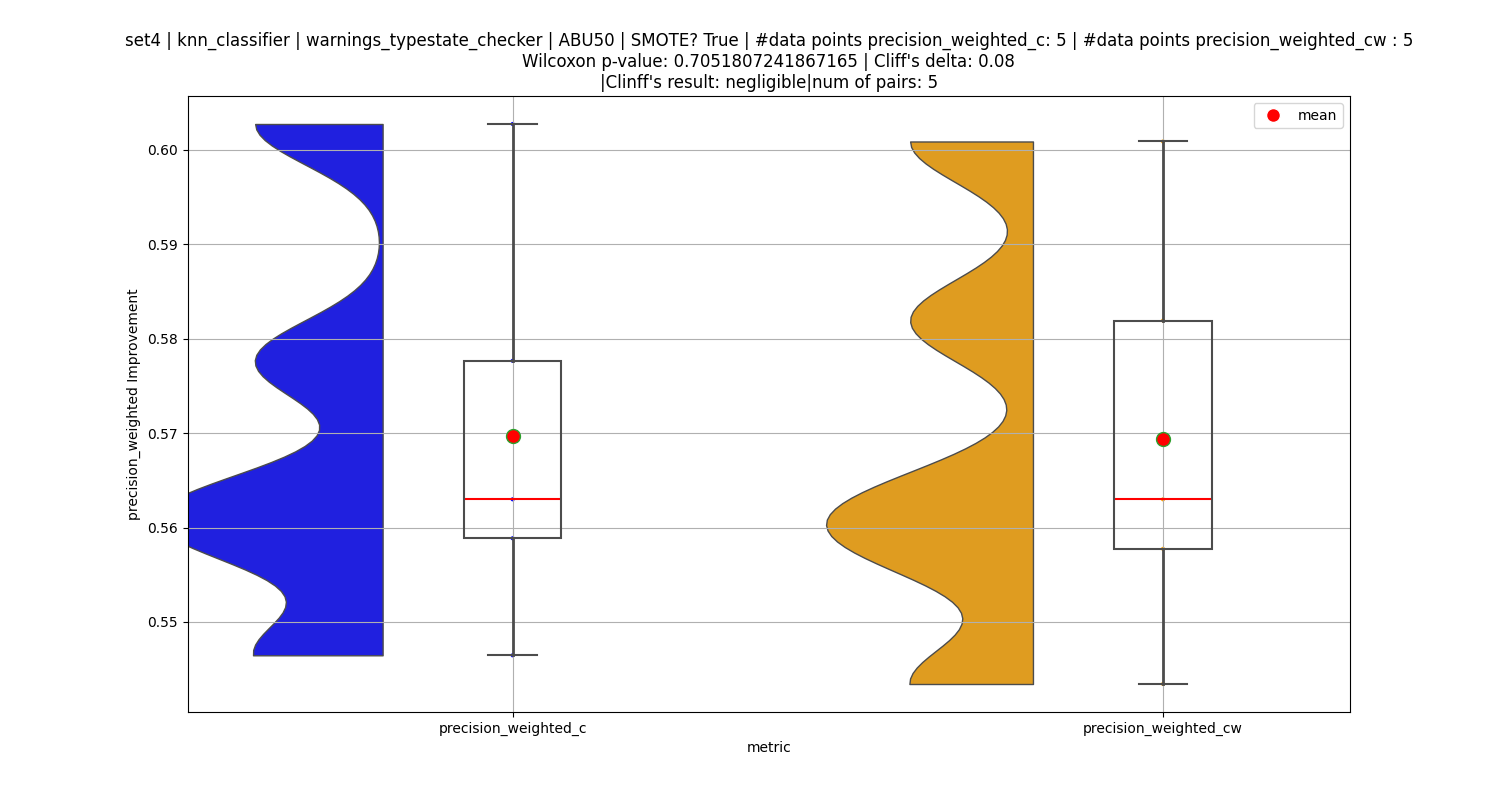 set4 | knn_classifier | warnings_typestate_checker | ABU50 | SMOTE? True | #data points precision_weighted_c: 5 | #data points precision_weighted_cw : 5
Wilcoxon p-value: 0.7051807241867165 | Cliff's delta: 0.08
|Clinff's result: negligible|num of pairs: 5
mean
0.60
0.59
0.58
0.57
0.56
0.55
precision_weighted Improvement
precision_weighted_c
precision_weighted_cw
metric